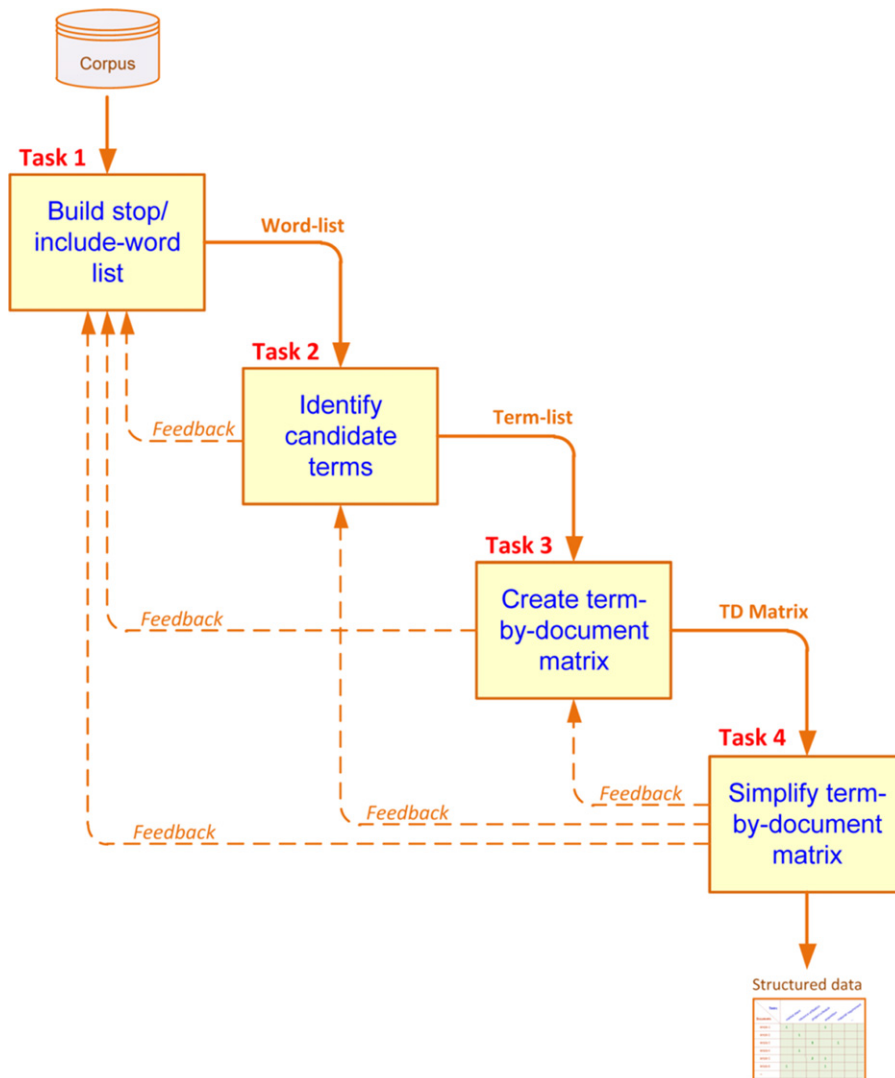 Corpus
Task 1
Build stop/
include-word
list
Word-list
Task 2
Identify
candidate
terms
Feedback
Term-list
Task 3
Create term-
by-document
matrix
Feedback
TD Matrix
Task 4
Simplify term-
by-document
matrix
Feedback
Feedback
Feedback
Structured data